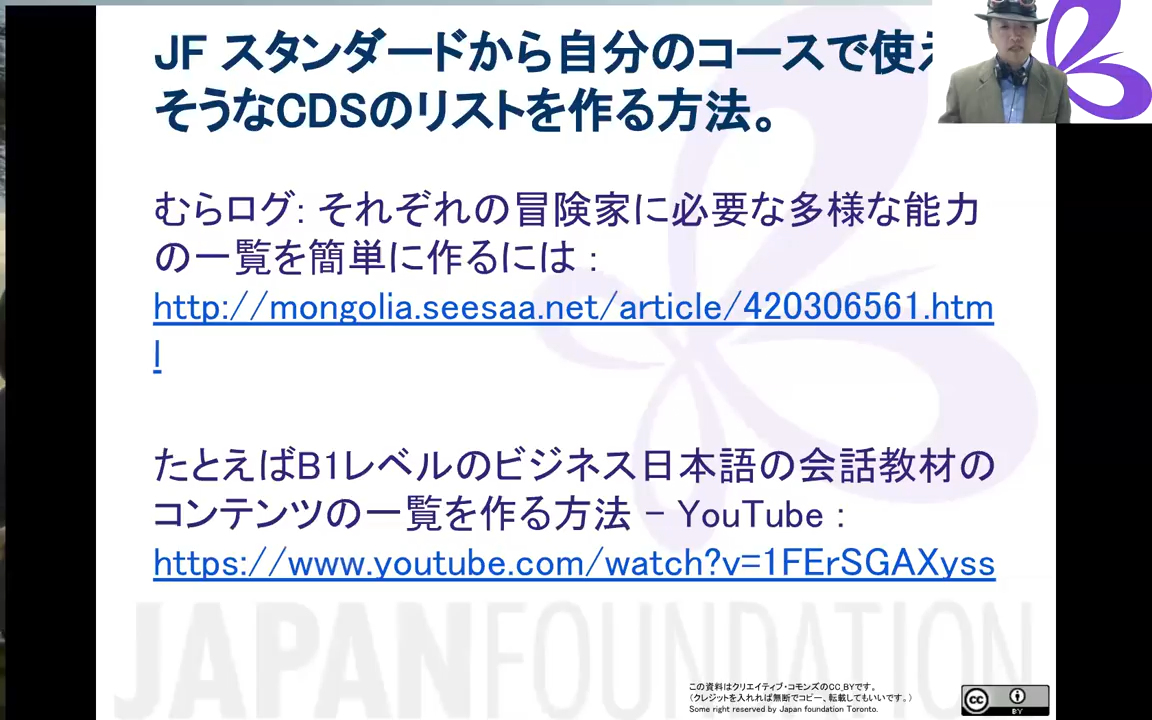 JF スタンダードから自分のコースで使え
そうなCDSのリストを作る方法。
むらログ: それぞれの冒険家に必要な多様な能力
の一覧を簡単に作るには :
http://mongolia.seesaa.net/article/420306561.htm
l
たとえばB1レベルのビジネス日本語の会話教材の
コンテンツの一覧を作る方法 – YouTube :
https://www.youtube.com/watch?v=1FErSGAXyss
JAPANFOUNDATION
この資料はクリエイティブ・コモンズのCC_BYです。
（クレジットを入れれば無断でコピー、転載してもいいです。）
Some right reserved by Japan foundation Toronto.
cc
BY